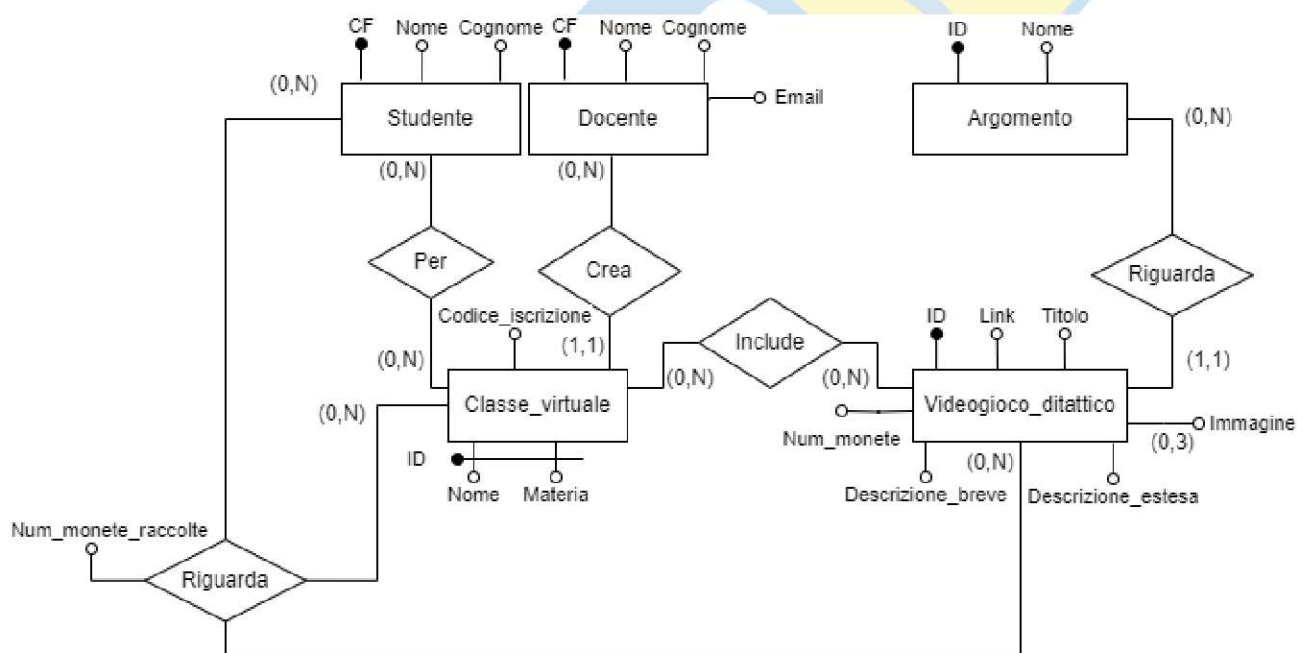 CF Nome Cognome CF Nome Cognome ID Nome
(0,N) Email (0,N)
Studente Docente Argomento
(0,N) (0,N)
Per Crea Riguarda
Codice_iscrizione ID Link Titolo
(0,N) (1,1) Include (1,1)
(0,N) (0,N)
(0,N) Classe_virtuale Videogioco_ditattico
Num_monete (0,3) Immagine
ID (0,N)
Nome Materia Descrizione_breve Descrizione_estesa
Num_monete_raccolte
Riguarda